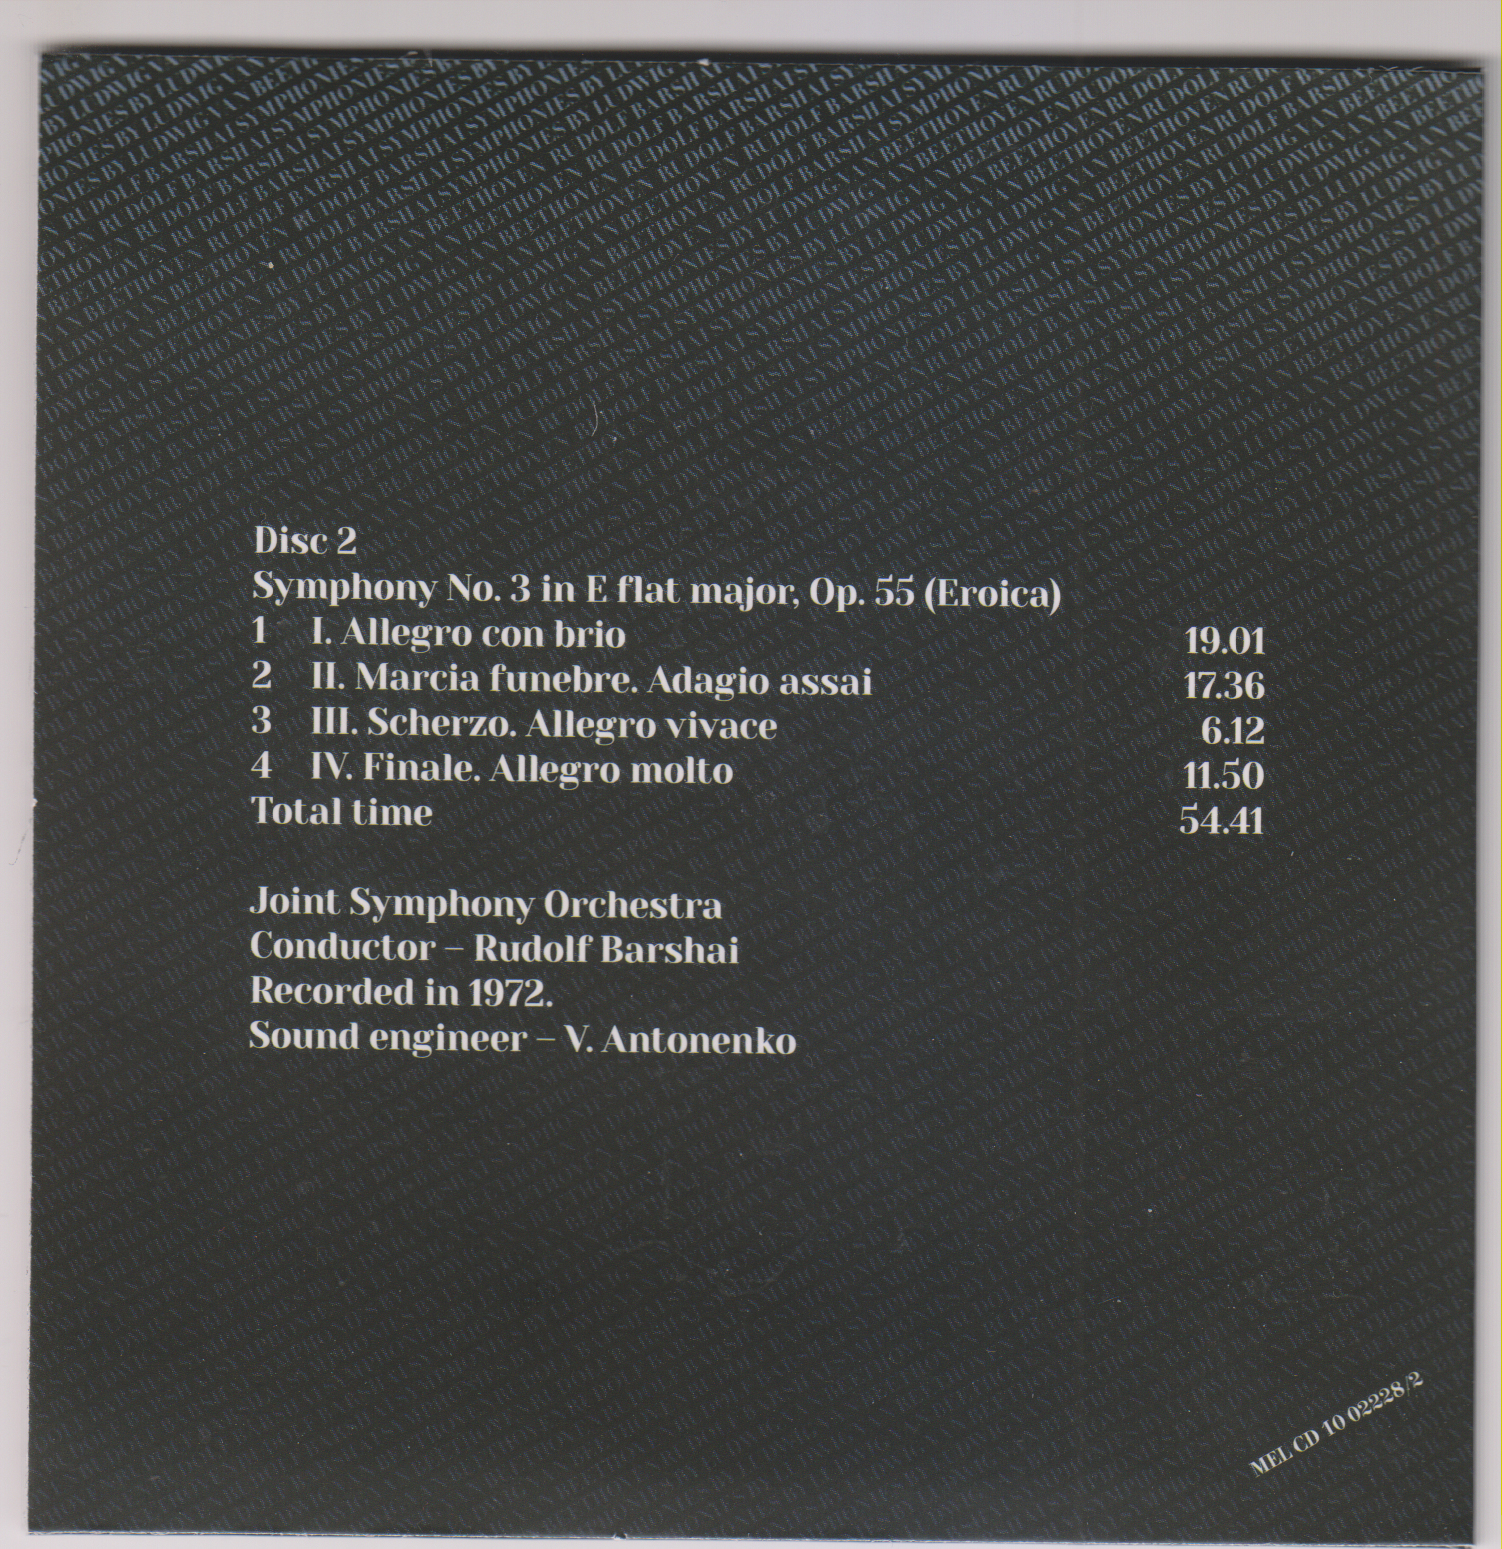 Disc 2
Symphony No. 3 in E flat major, Op. 55 (Eroica)
1 I. Allegro con brio 19.01
2 II. Marcia funebre. Adagio assai 17.36
3 III. Scherzo. Allegro vivace 6.12
4 IV. Finale. Allegro molto 11.50
Total time 54.41
Joint Symphony Orchestra
Conductor – Rudolf Barshai
Recorded in 1972.
Sound engineer – V. Antonenko
MEL CD 10 02228/2